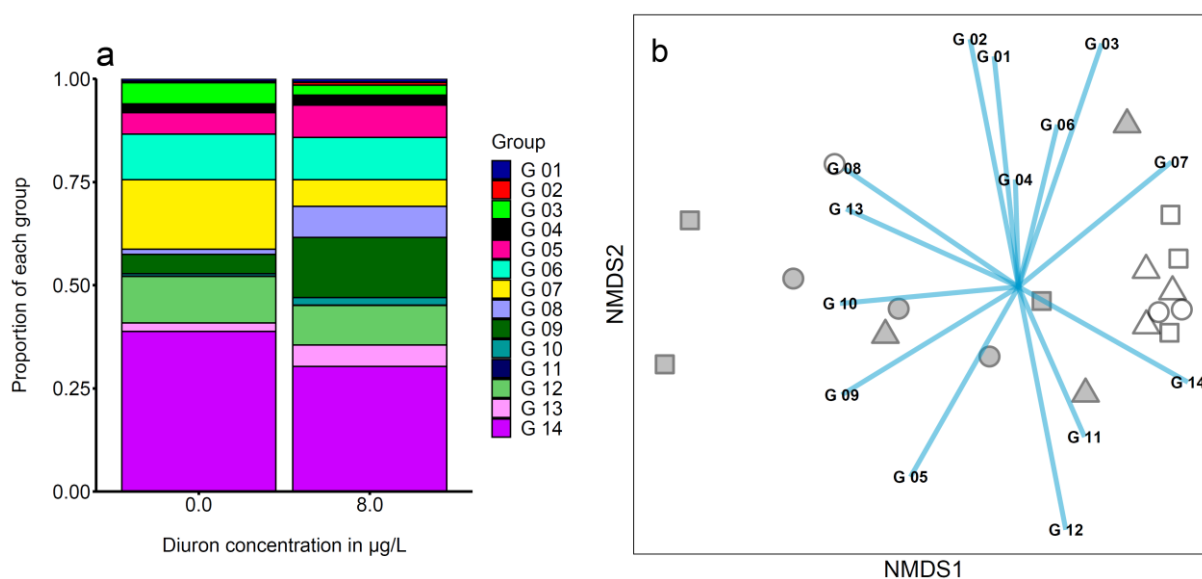 a
Proportion of each group
1.00
0.75
0.50
0.25
0.00
0.0
8.0
Diuron concentration in µg/L
Group
G 01
G 02
G 03
G 04
G 05
G 06
G 07
G 08
G 09
G 10
G 11
G 12
G 13
G 14
b
NMDS2
G 02
G 01
G 03
G 06
G 07
G 08
G 04
G 13
G 10
G 14
G 09
G 11
G 05
G 12
NMDS1